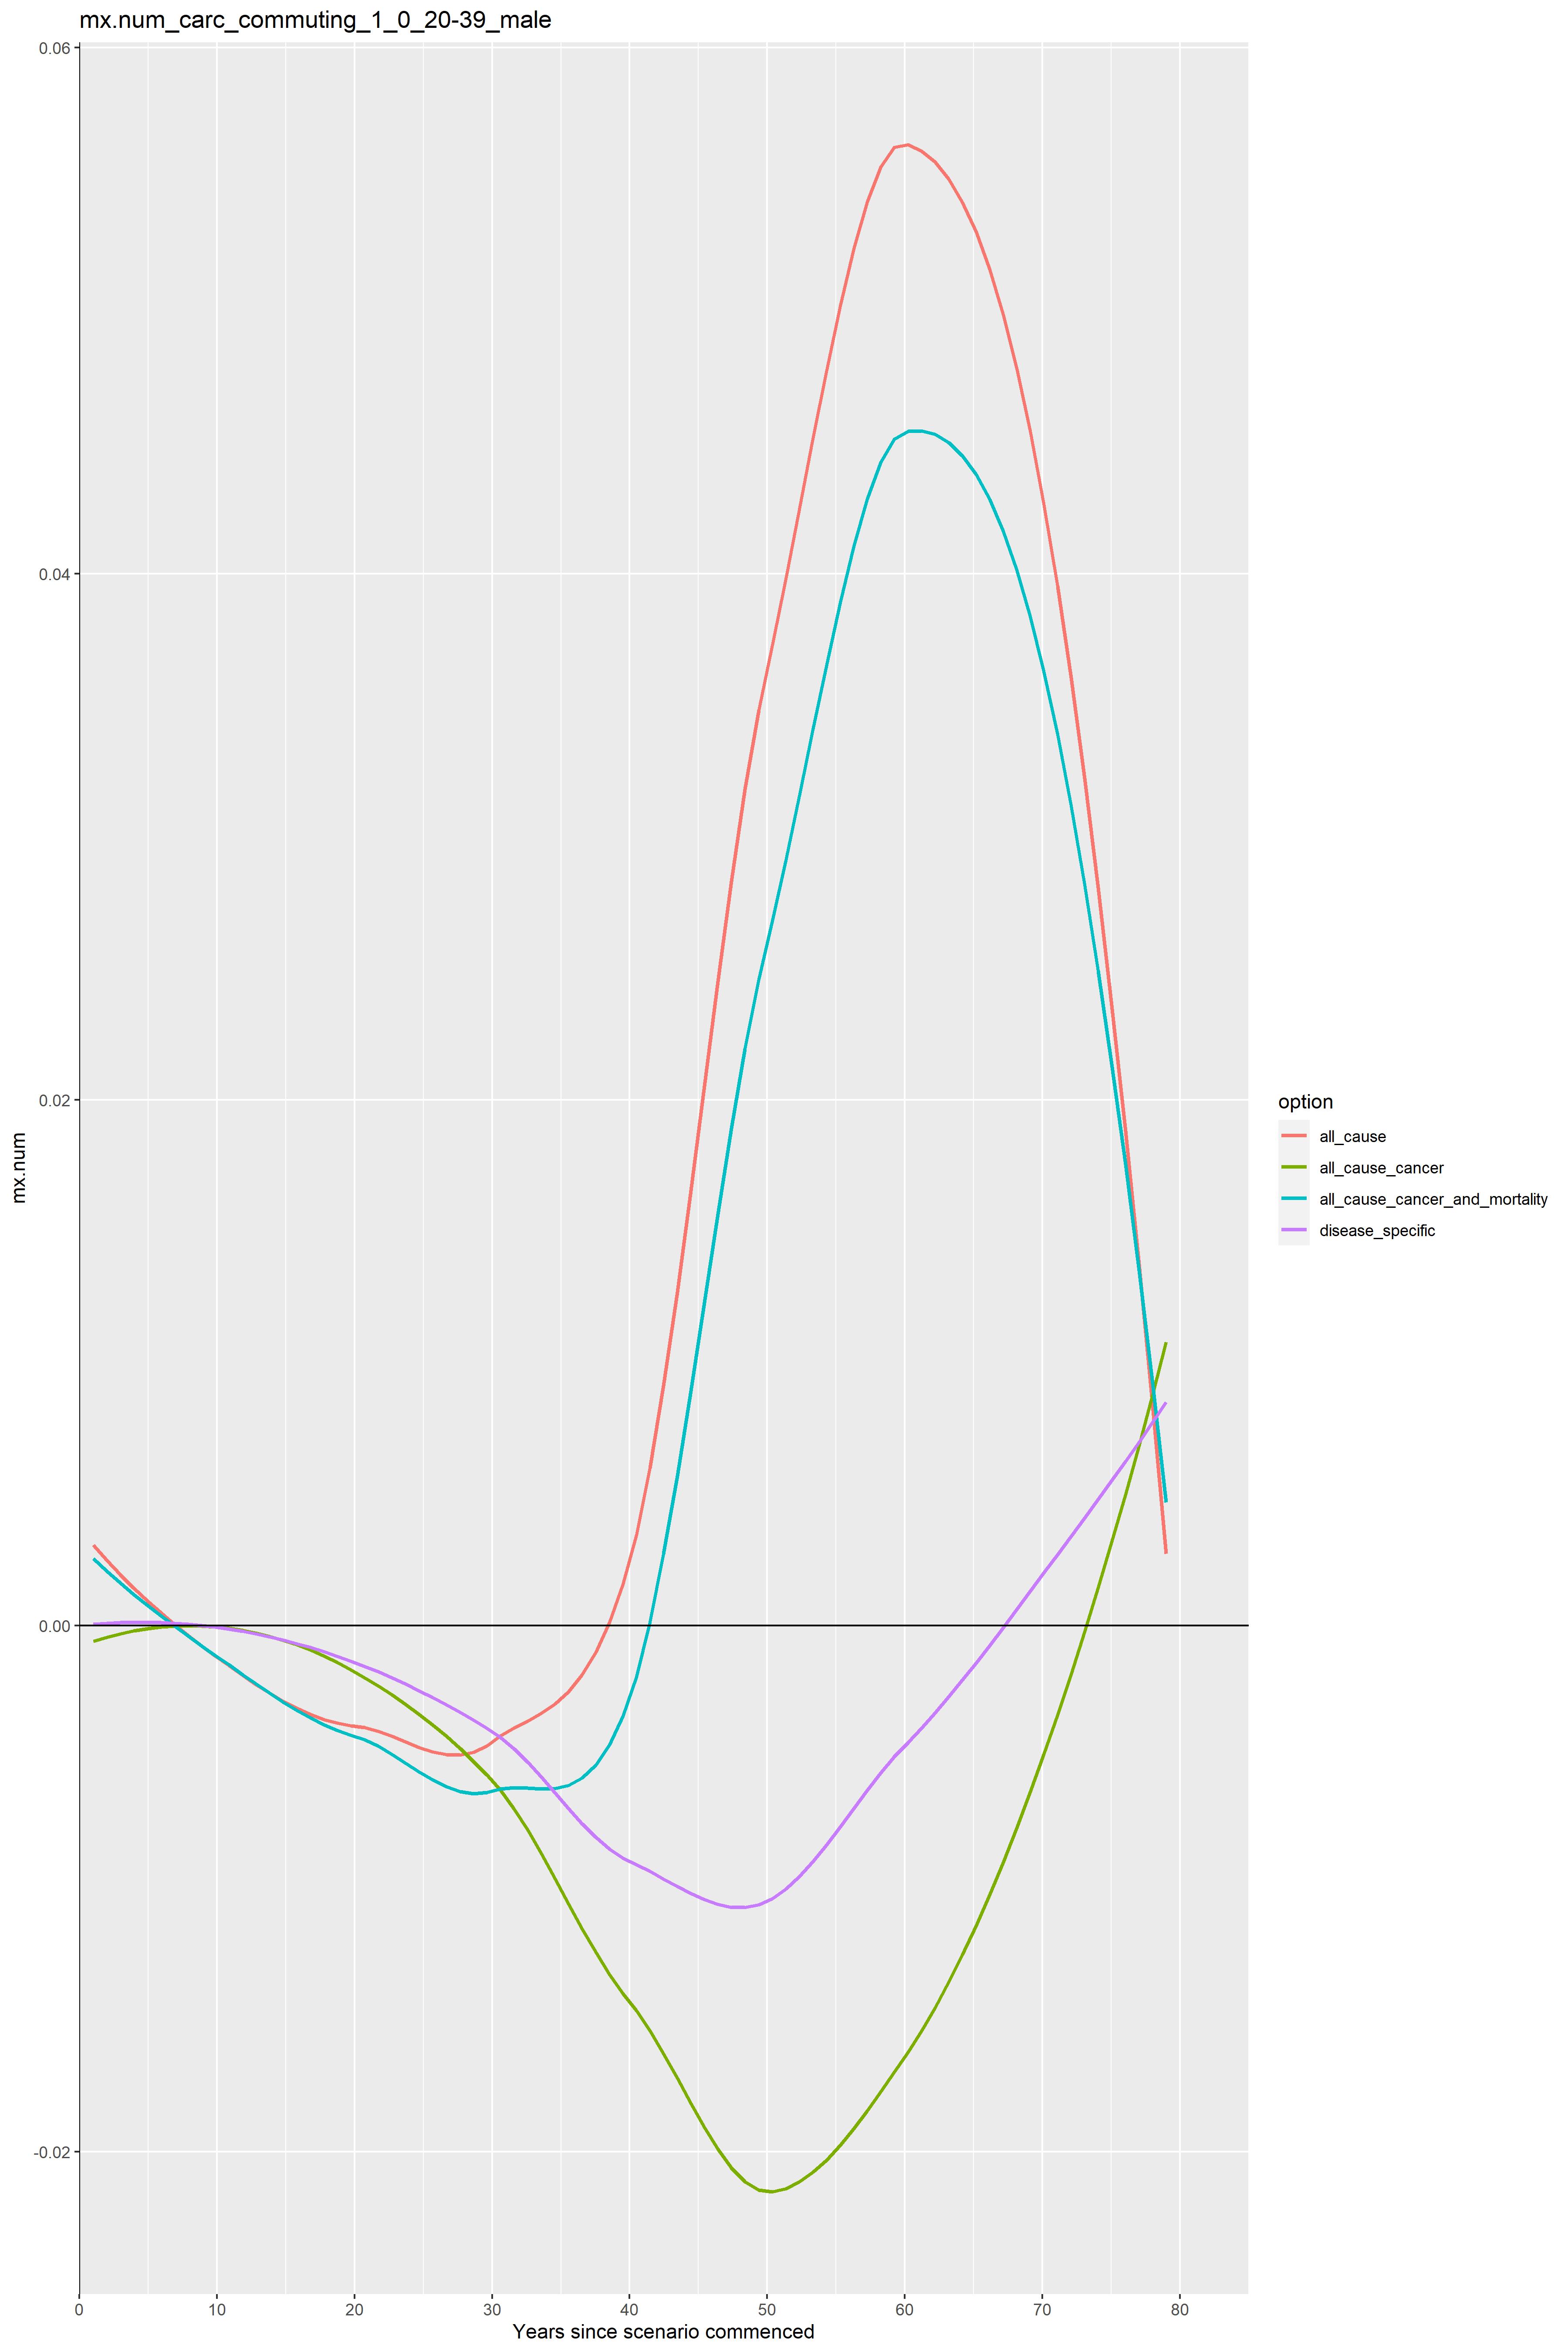 mx.num_carc_commuting_1_0_20-39_male
0.06
0.04
0.02
0.00
-0.02
mx.num
0 10 20 30 40 50 60 70 80
Years since scenario commenced
option
all_cause
all_cause_cancer
all_cause_cancer_and_mortality
disease_specific